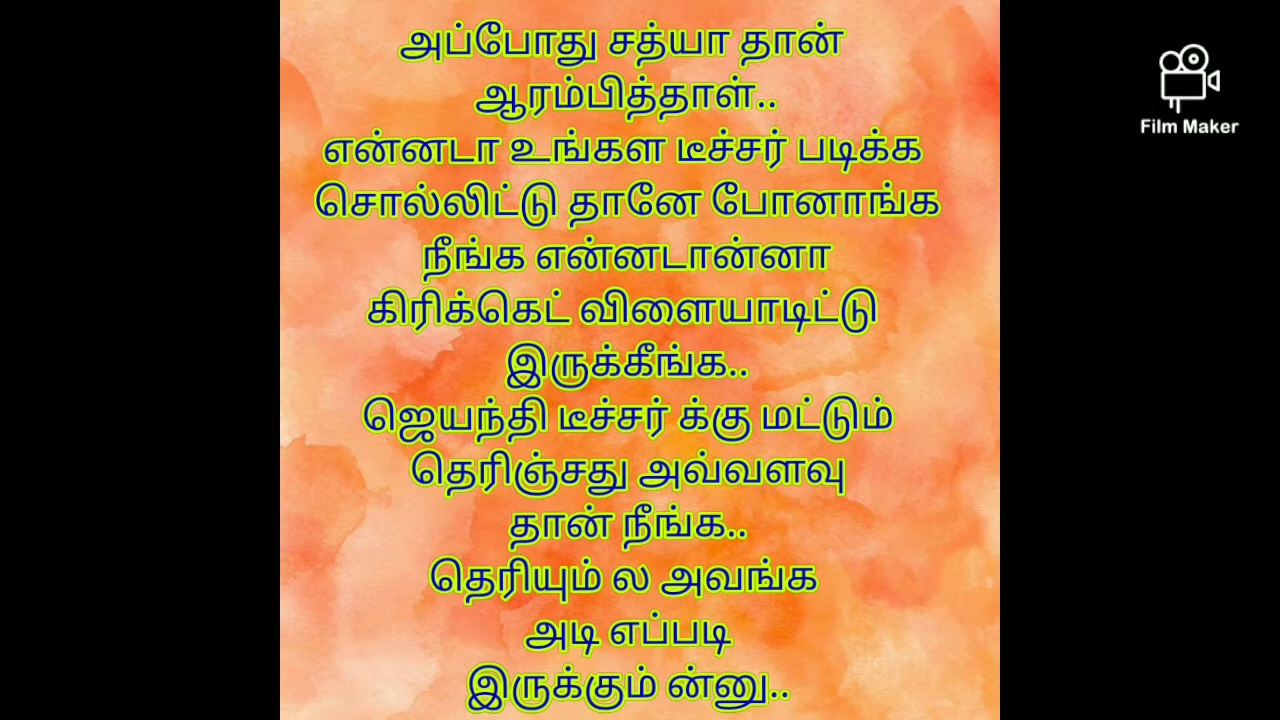 அப்போது சத்யா தான்
ஆரம்பித்தாள்..
என்னடா உங்கள டீச்சர் படிக்க
சொல்லிட்டு தானே போனாங்க
நீங்க என்னடான்னா
கிரிக்கெட் விளையாடிட்டு
இருக்கீங்க..
ஜெயந்தி டீச்சர் க்கு மட்டும்
தெரிஞ்சது அவ்வளவு
தான் நீங்க..
தெரியும் ல அவங்க
அடி எப்படி
இருக்கும் ன்னு..
Film Maker